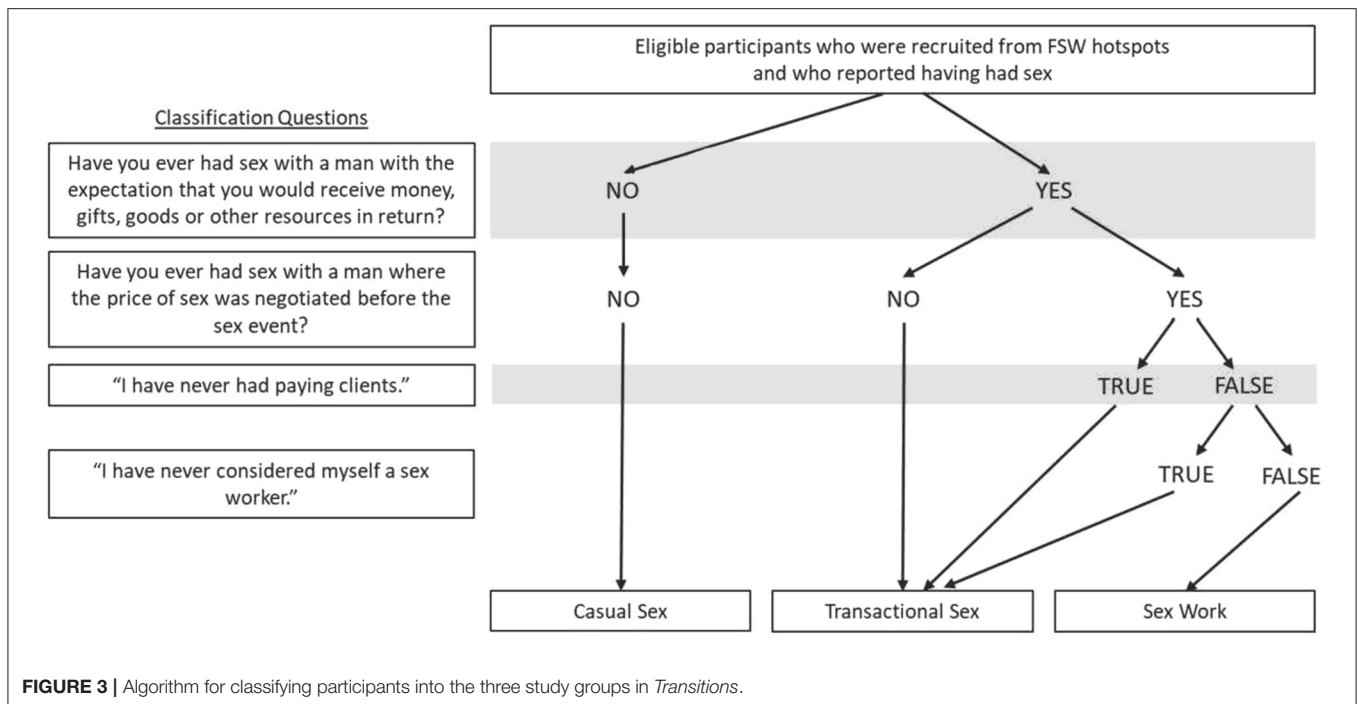 Eligible participants who were recruited from FSW hotspots
and who reported having had sex
Classification Questions
Have you ever had sex with a man with the
expectation that you would receive money,
gifts, goods or other resources in return?
NO
YES
Have you ever had sex with a man where
the price of sex was negotiated before the
sex event?
NO
NO
YES
“I have never had paying clients.”
TRUE
FALSE
“I have never considered myself a sex
worker.”
TRUE
FALSE
Casual Sex
Transactional Sex
Sex Work
FIGURE 3 | Algorithm for classifying participants into the three study groups in Transitions.